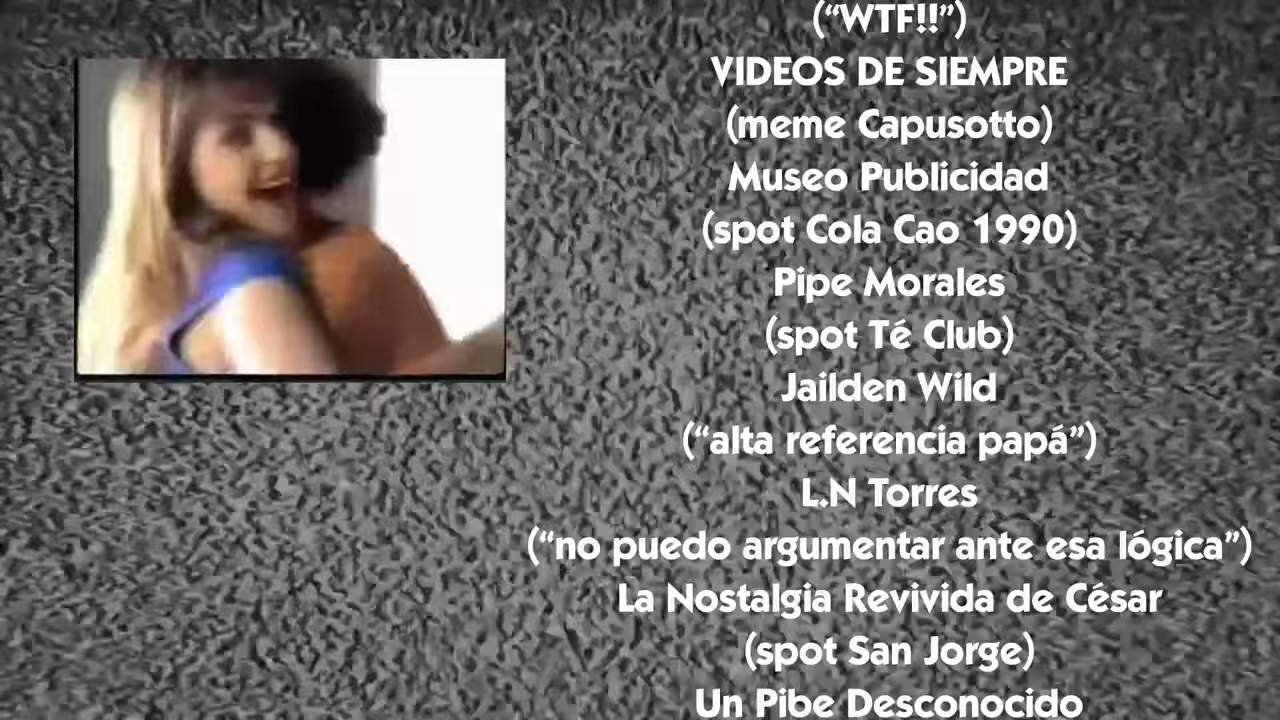 (“WTF!!”)
VIDEOS DE SIEMPRE
(meme Capusotto)
Museo Publicidad
(spot Cola Cao 1990)
Pipe Morales
(spot Té Club)
Jailden Wild
(“alta referencia papá”)
L.N Torres
(“no puedo argumentar ante esa lógica”)
La Nostalgia Revivida de César
(spot San Jorge)
Un Pibe Desconocido